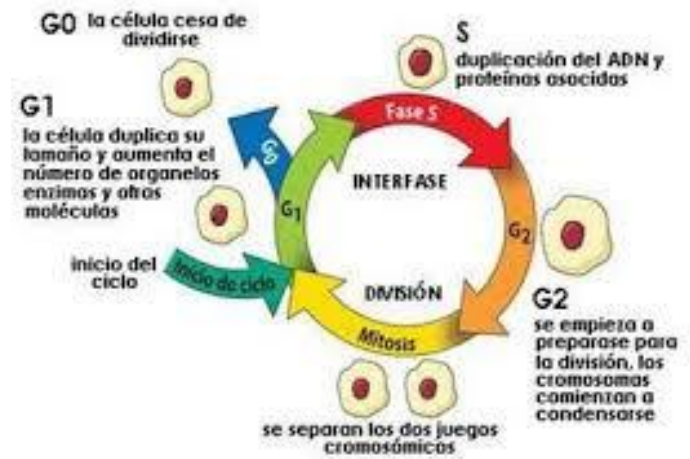 G0 la célula cesa de
dividirse
S
duplicación del ADN y
proteínas asociadas
G1
la célula duplica su
tamaño y aumenta el
número de organelos
enzimas y otras
moléculas
Fase S
G0
INTERFASE
G1
G2
inicio del
ciclo
Inicio de ciclo
DIVISIÓN
Mitosis
G2
se empieza a
preparase para
la división, los
cromosomas
comienzan a
condensarse
se separan los dos juegos
cromosómicos